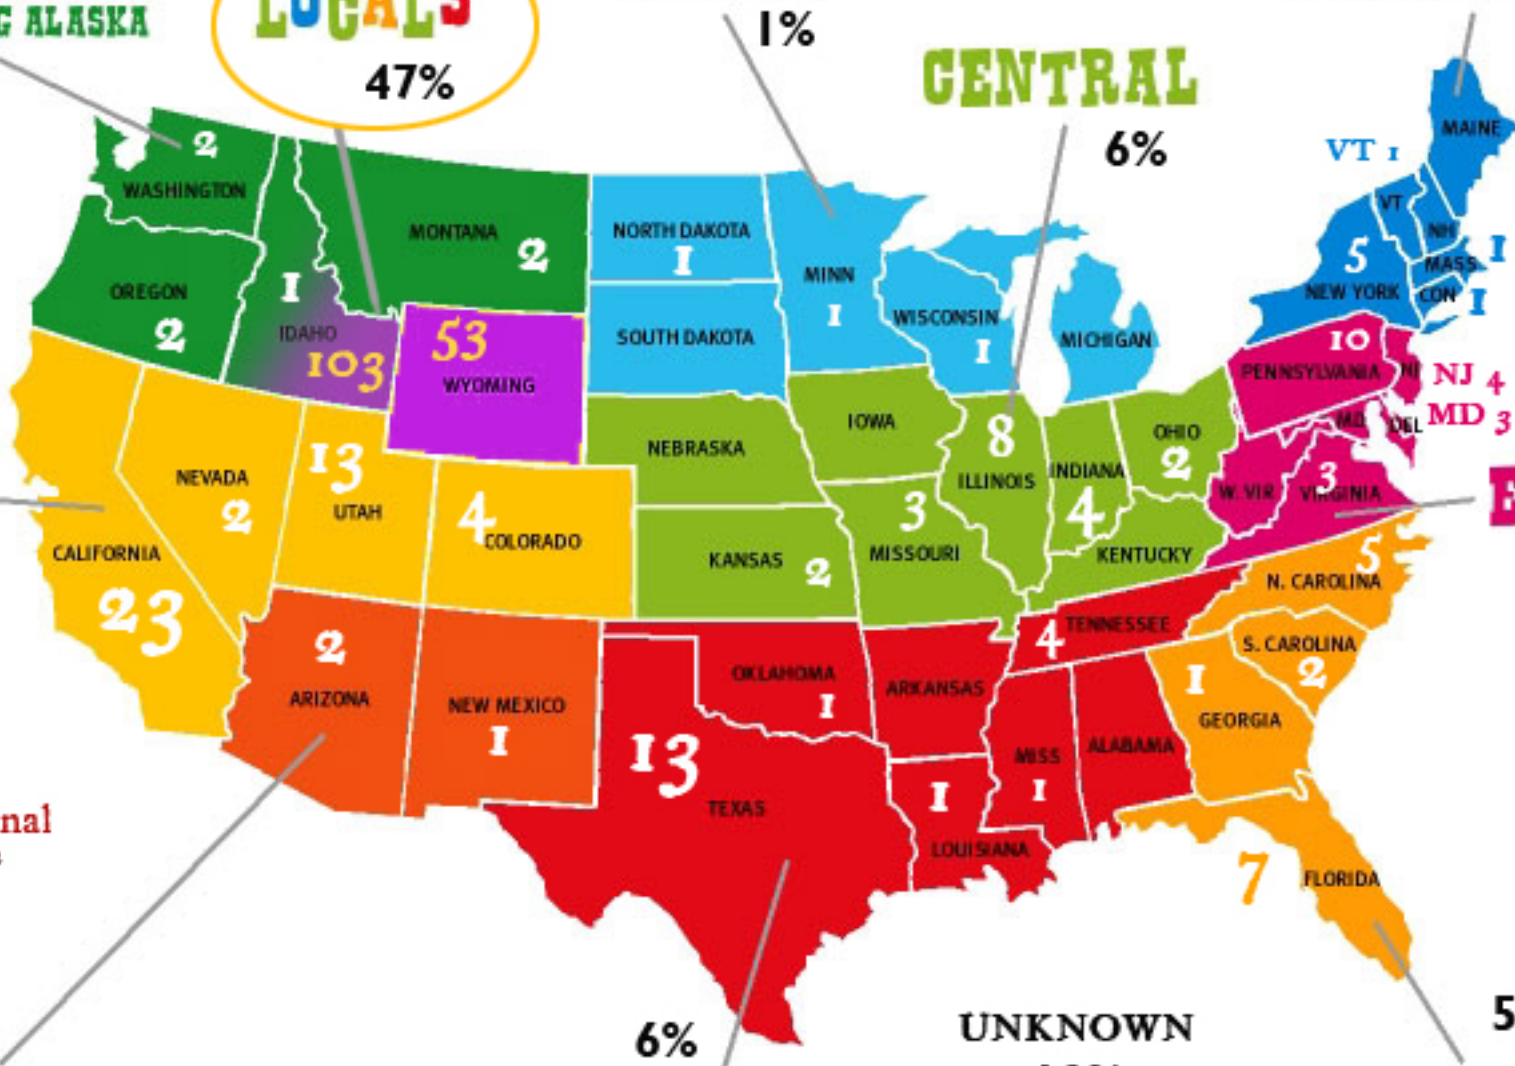 G ALASKA
LOCALS
47%
1%
CENTRAL
6%
2
WASHINGTON
MONTANA
2
OREGON
2
1
IDAHO
103
53
WYOMING
NORTH DAKOTA
1
SOUTH DAKOTA
MINN
1
WISCONSIN
1
MICHIGAN
MAINE
VT 1
VT
NH
5
NEW YORK
MASS
1
CON
1
10
PENNSYLVANIA
NJ
NJ 4
MD
DEL
MD 3
W. VIR
3
VIRGINIA
E
NEBRASKA
IOWA
8
ILLINOIS
INDIANA
4
OHIO
2
KANSAS
2
3
MISSOURI
KENTUCKY
NEVADA
2
13
UTAH
4
COLORADO
CALIFORNIA
23
2
ARIZONA
NEW MEXICO
1
OKLAHOMA
1
ARKANSAS
4
TENNESSEE
5
N. CAROLINA
S. CAROLINA
2
1
GEORGIA
13
TEXAS
1
LOUISIANA
MISS
1
ALABAMA
7
FLORIDA
nal
6%
UNKNOWN
5